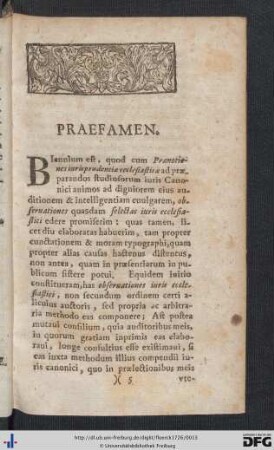 PRAEFAMEN.
Biennium est, quod cum Praenotio-
nes iurisprudentiae ecclesiasticae ad prae-
parandos studiosorum iuris Cano-
nici animos ad digniorem eius au-
ditionem & intelligentiam euulgarem, ob-
seruationes quasdam selectas iuris ecclesia-
stici edere promiserim: quas tamen, li-
cet diu elaboratas habuerim, tam propter
cunctationem & moram typographi, quam
propter alias causas hactenus districtus,
non antea, quam in praesentiarum in pu-
blicum sistere potui. Equidem initio
constitueram, has obseruationes iuris eccle-
siastici, non secundum ordinem certi a-
licuius auctoris, sed propria ac arbitra-
ria methodo eas componere; Ast postea
mutaui consilium, quia auditoribus meis,
in quorum gratiam inprimis eas elabo-
raui, longe consultius esse existimaui, si
eas iuxta methodum illius compendii iu-
ris canonici, quo in praelectionibus meis
)( 5 vto-
http://dl.ub.uni-freiburg.de/diglit/floerch1726/0013
© Universitätsbibliothek Freiburg
Gefördert durch
DFG